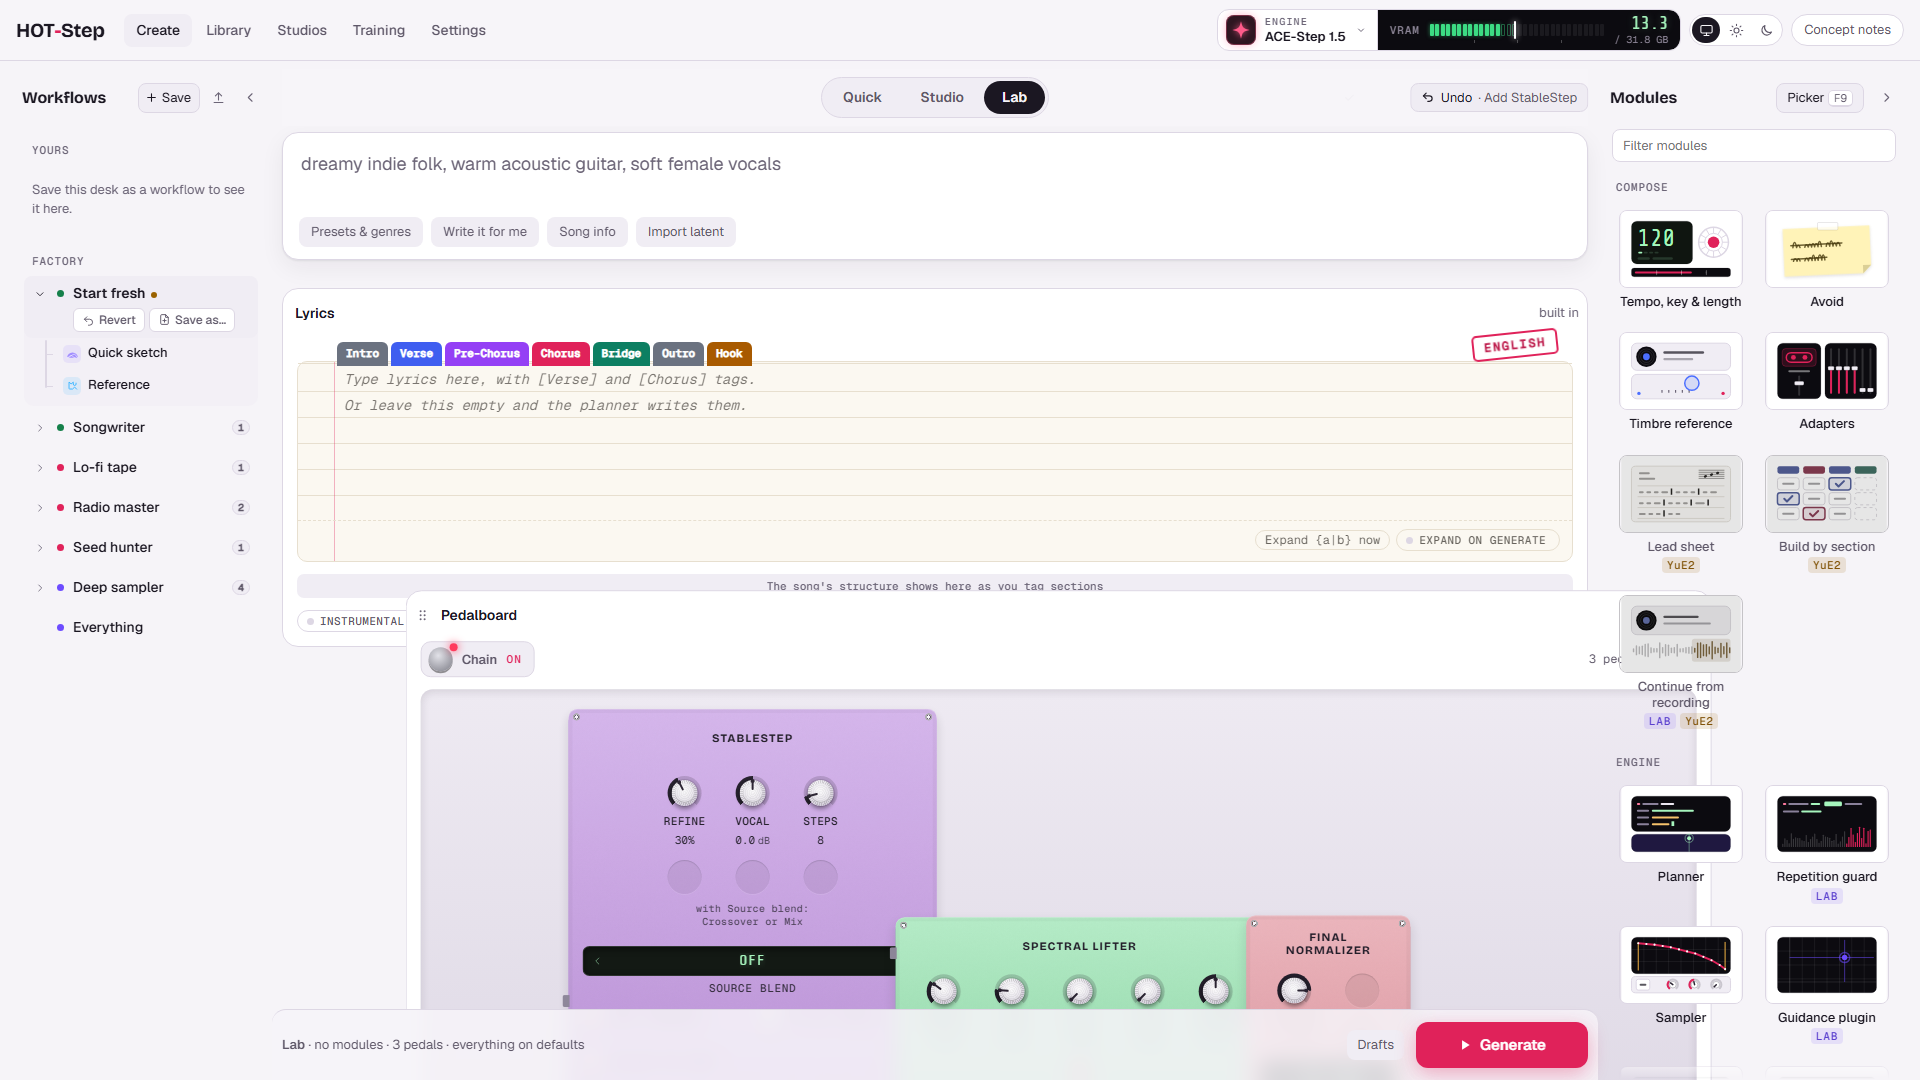 HOT-Step
Create
Library
Studios
Training
Settings
ENGINE
ACE-Step 1.5
VRAM
13.3
/ 31.8 GB
Concept notes
Workflows
+ Save
Quick
Studio
Lab
Undo · Add StableStep
Modules
Picker F9
YOURS
Save this desk as a workflow to see
it here.
FACTORY
Start fresh
Revert
Save as…
Quick sketch
Reference
Songwriter 1
Lo-fi tape 1
Radio master 2
Seed hunter 1
Deep sampler 4
Everything
dreamy indie folk, warm acoustic guitar, soft female vocals
Presets & genres
Write it for me
Song info
Import latent
Lyrics
built in
Intro
Verse
Pre-Chorus
Chorus
Bridge
Outro
Hook
ENGLISH
Type lyrics here, with [Verse] and [Chorus] tags.
Or leave this empty and the planner writes them.
Expand {a|b} now
EXPAND ON GENERATE
The song's structure shows here as you tag sections
INSTRUMENTAL
Pedalboard
Chain ON
3
STABLESTEP
REFINE
VOCAL
STEPS
30%
0.0 dB
8
with Source blend:
Crossover or Mix
OFF
SOURCE BLEND
SPECTRAL LIFTER
FINAL
NORMALIZER
Lab · no modules · 3 pedals · everything on defaults
Drafts
Generate
Filter modules
COMPOSE
120
Tempo, key & length
Avoid
Timbre reference
Adapters
Lead sheet
YuE2
Build by section
YuE2
Continue from
recording
LAB YuE2
ENGINE
Planner
Repetition guard
LAB
Sampler
Guidance plugin
LAB